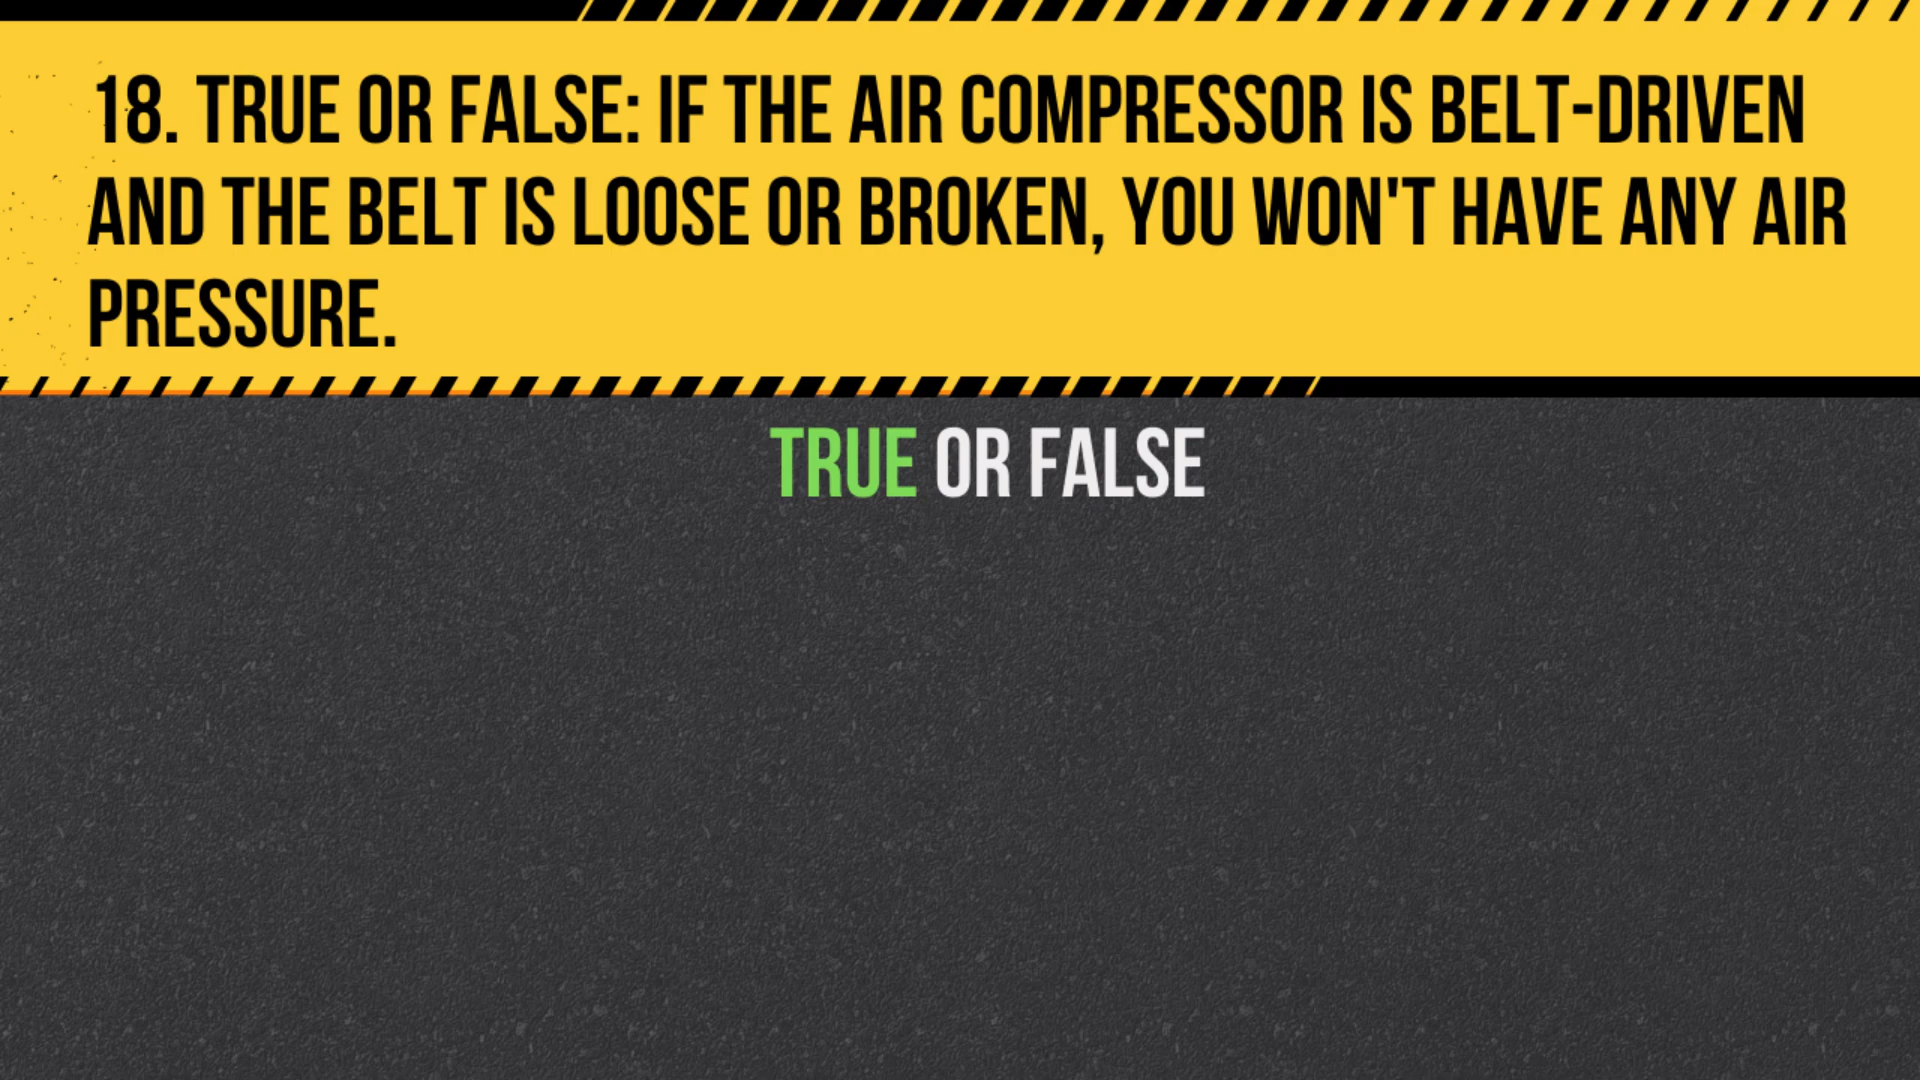 18. TRUE OR FALSE: IF THE AIR COMPRESSOR IS BELT-DRIVEN
AND THE BELT IS LOOSE OR BROKEN, YOU WON'T HAVE ANY AIR
PRESSURE.
TRUE OR FALSE